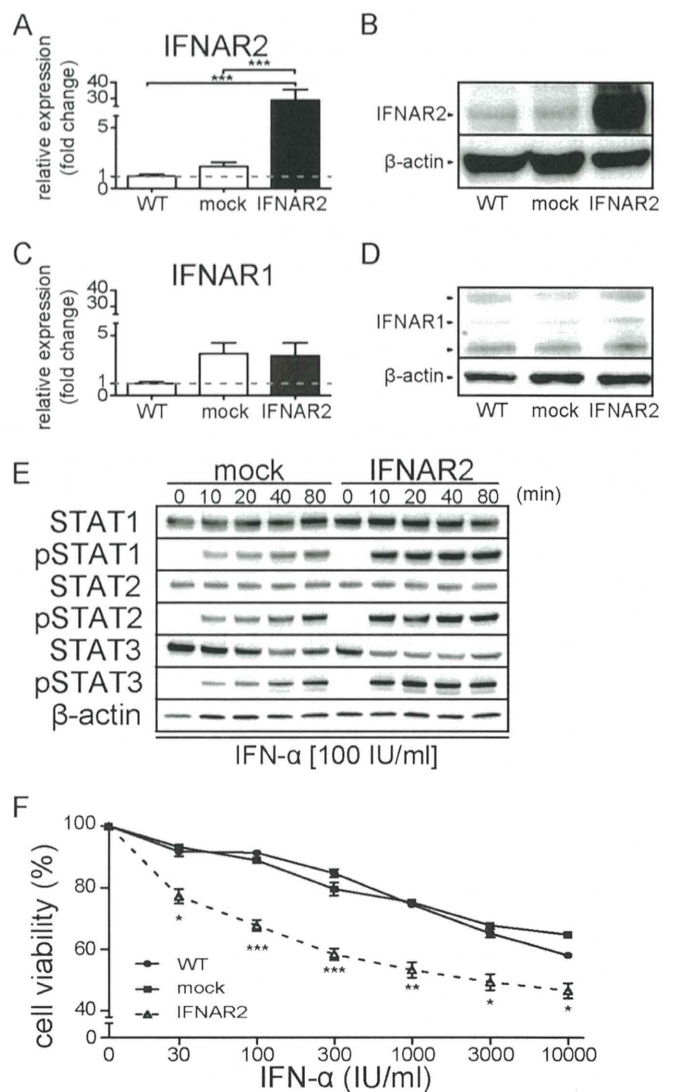 A
IFNAR2
relative expression
(fold change)
40
30
5
1
0
***
***
WT mock IFNAR2
B
IFNAR2
β-actin
WT mock IFNAR2
C
IFNAR1
relative expression
(fold change)
40
30
5
1
0
WT mock IFNAR2
D
IFNAR1
β-actin
WT mock IFNAR2
E
mock IFNAR2
0 10 20 40 80 0 10 20 40 80 (min)
STAT1
pSTAT1
STAT2
pSTAT2
STAT3
pSTAT3
β-actin
IFN-α [100 IU/ml]
F
cell viability (%)
100
80
60
40
0
WT
mock
IFNAR2
*
***
***
**
*
*
0 30 100 300 1000 3000 10000
IFN-α (IU/ml)